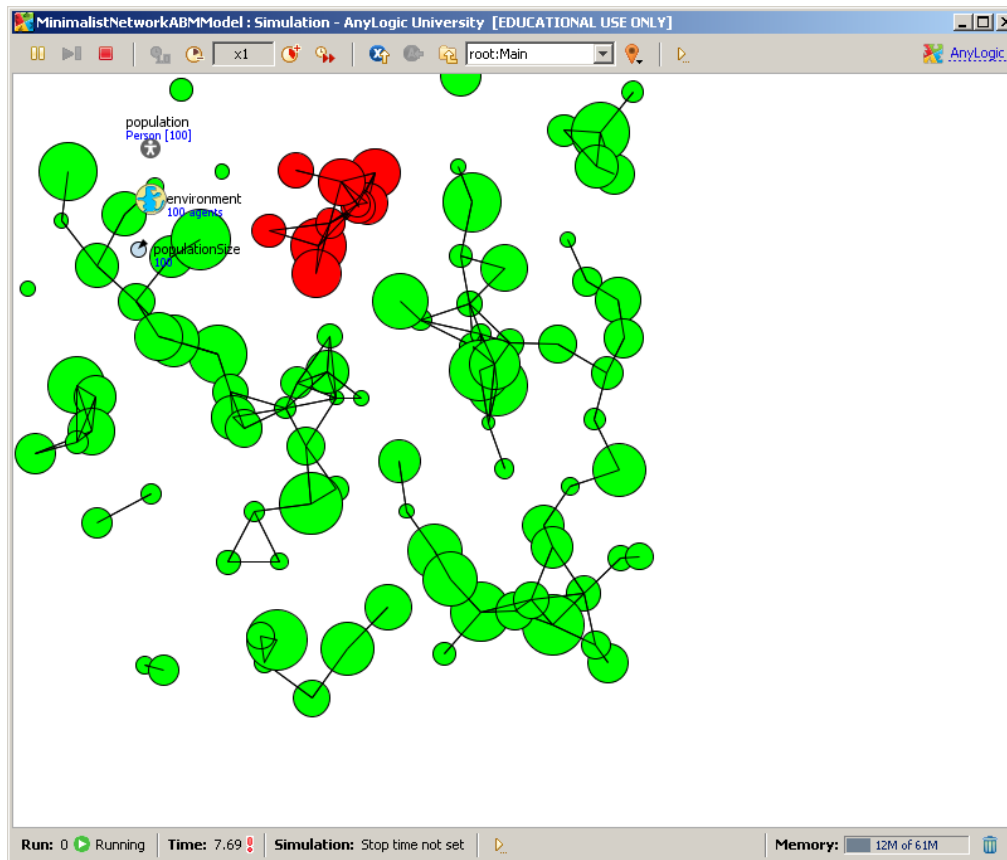 MinimalistNetworkABMModel : Simulation - AnyLogic University [EDUCATIONAL USE ONLY]
x1
root:Main
AnyLogic
population
Person [100]
environment
100 agents
populationSize
100
Run: 0 Running
Time: 7.69
Simulation: Stop time not set
Memory: 12M of 61M